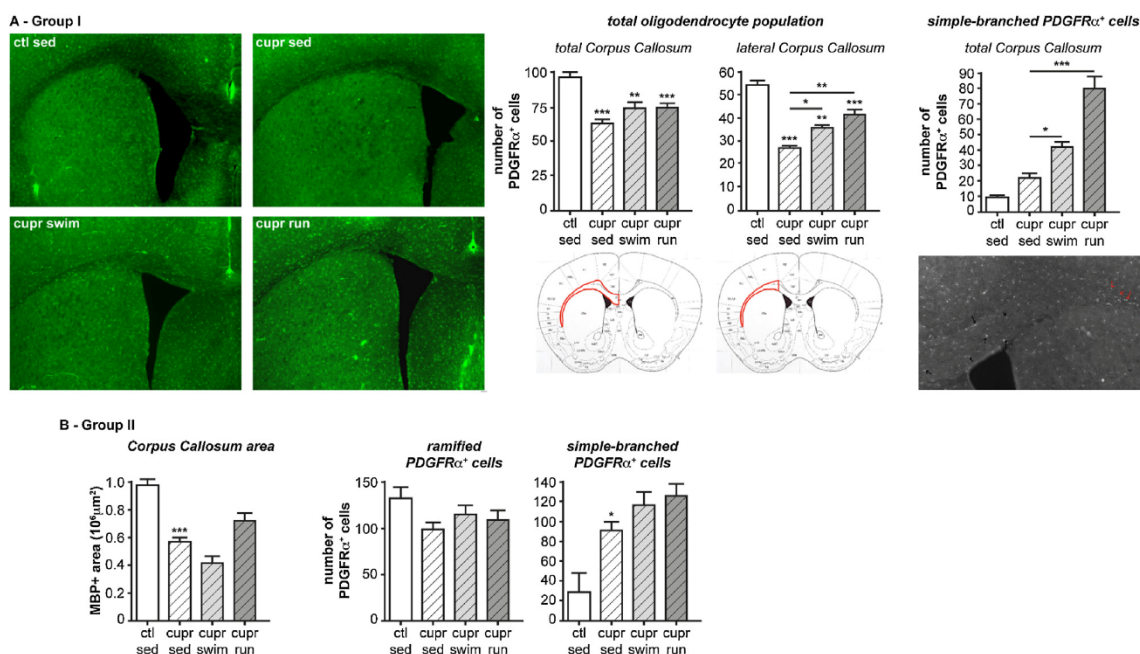 A - Group I
ctl sed
cupr sed
cupr swim
cupr run
total oligodendrocyte population
total Corpus Callosum
number of
PDGFRα⁺ cells
100
75
50
25
0
***
**
***
ctl
sed
cupr
sed
cupr
swim
cupr
run
lateral Corpus Callosum
60
50
40
30
20
10
0
**
*
***
**
***
ctl
sed
cupr
sed
cupr
swim
cupr
run
simple-branched PDGFRα⁺ cells
total Corpus Callosum
number of
PDGFRα⁺ cells
90
80
70
60
50
40
30
20
10
0
***
*
ctl
sed
cupr
sed
cupr
swim
cupr
run
B - Group II
Corpus Callosum area
MBP+ area (10⁶μm²)
1.0
0.8
0.6
0.4
0.2
0
***
ctl
sed
cupr
sed
cupr
swim
cupr
run
ramified
PDGFRα⁺ cells
number of
PDGFRα⁺ cells
150
100
50
0
ctl
sed
cupr
sed
cupr
swim
cupr
run
simple-branched
PDGFRα⁺ cells
140
120
100
80
60
40
20
0
*
ctl
sed
cupr
sed
cupr
swim
cupr
run